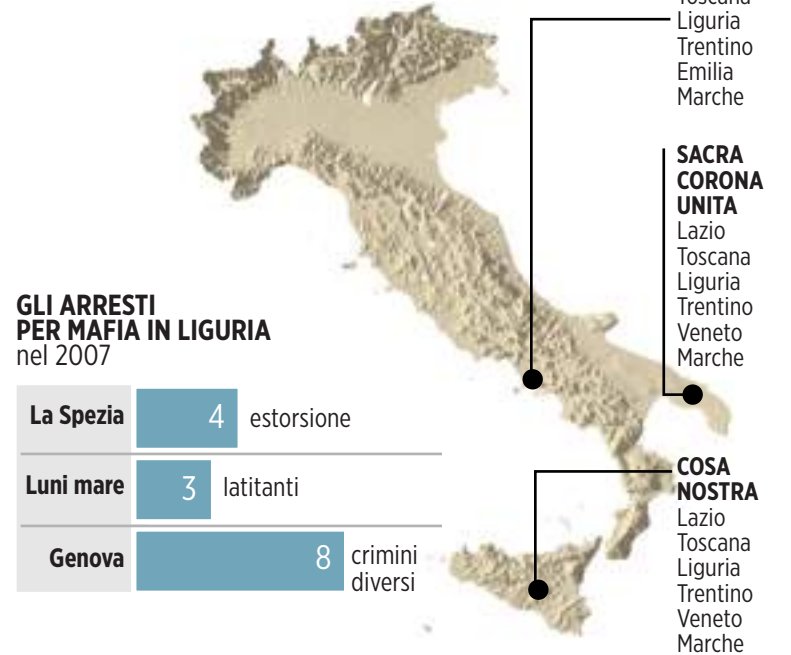 Toscana
Liguria
Trentino
Emilia
Marche
SACRA
CORONA
UNITA
Lazio
Toscana
Liguria
Trentino
Veneto
Marche
GLI ARRESTI
PER MAFIA IN LIGURIA
nel 2007
La Spezia 4 estorsione
Luni mare 3 latitanti
Genova 8 crimini
diversi
COSA
NOSTRA
Lazio
Toscana
Liguria
Trentino
Veneto
Marche